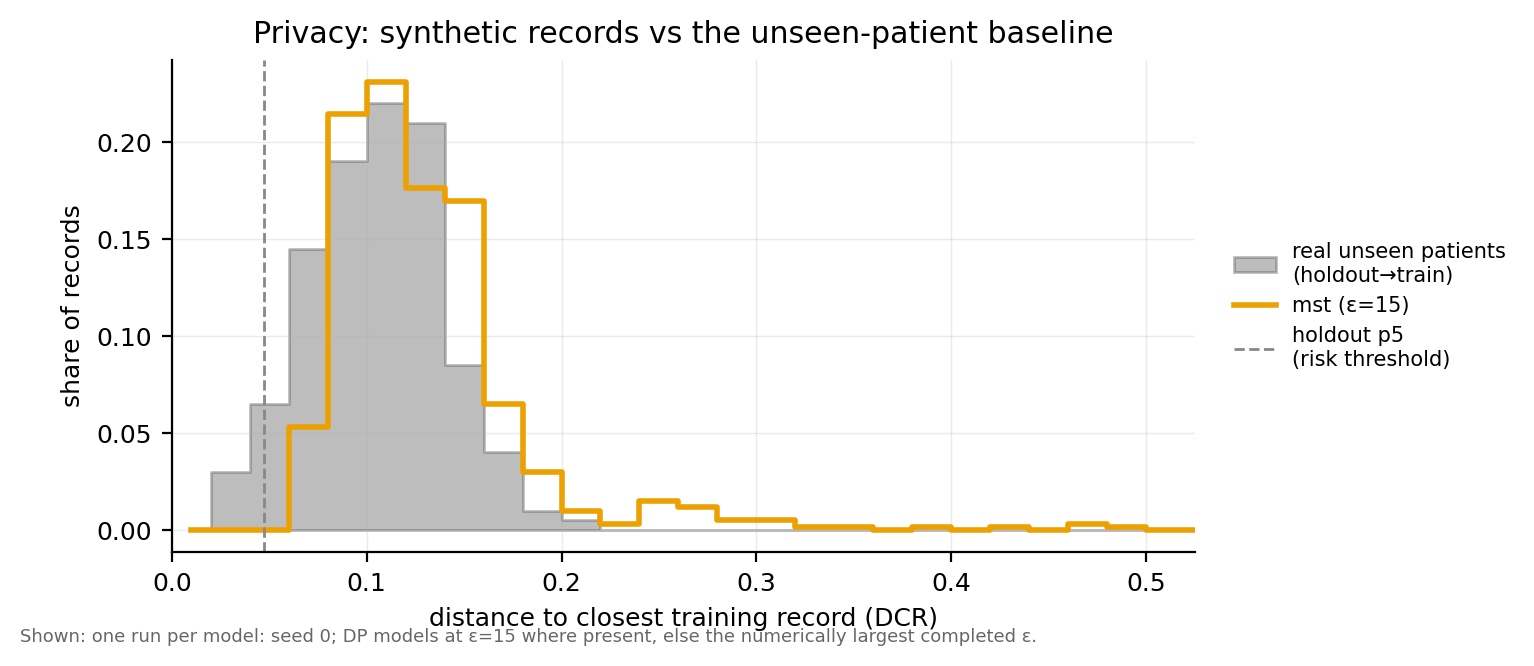 Privacy: synthetic records vs the unseen-patient baseline
share of records
0.20
0.15
0.10
0.05
0.00
0.0 0.1 0.2 0.3 0.4 0.5
distance to closest training record (DCR)
real unseen patients
(holdout→train)
mst (ε=15)
holdout p5
(risk threshold)
Shown: one run per model: seed 0; DP models at ε=15 where present, else the numerically largest completed ε.